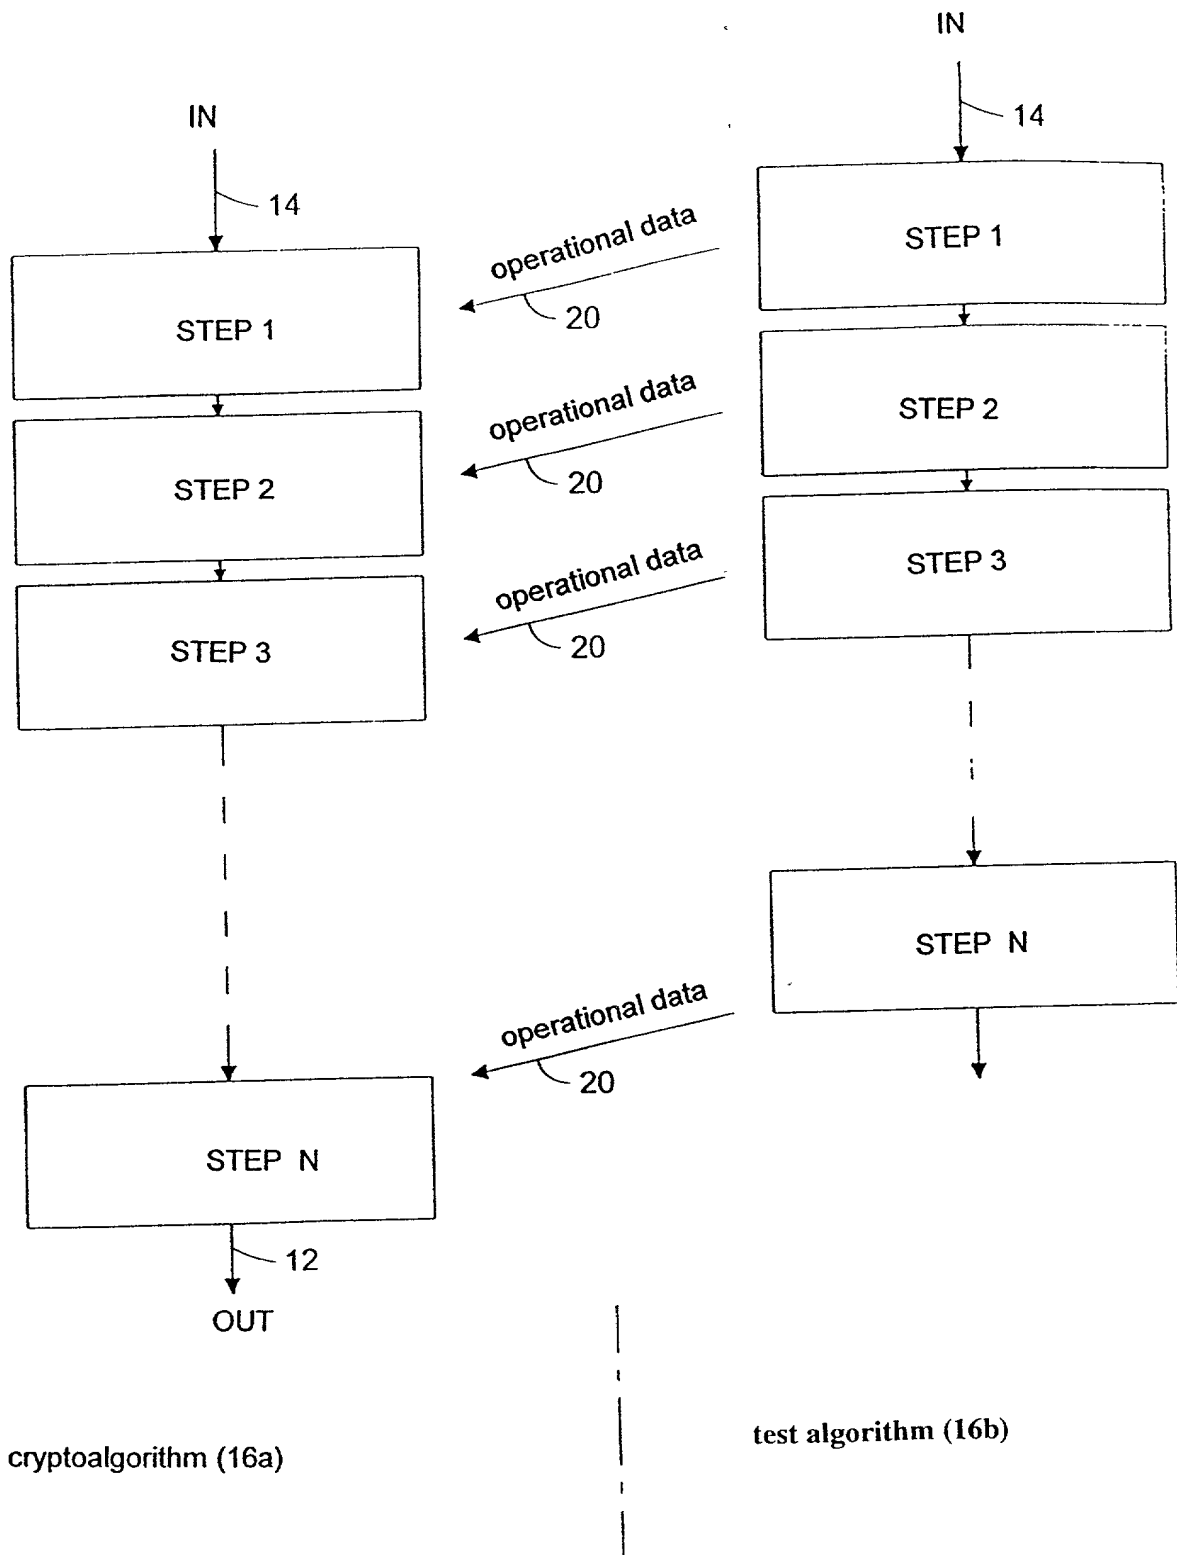 IN
14
IN
14
STEP 1
operational data
20
STEP 1
STEP 2
operational data
20
STEP 2
STEP 3
operational data
20
STEP 3
STEP N
operational data
20
STEP N
12
OUT
test algorithm (16b)
cryptoalgorithm (16a)